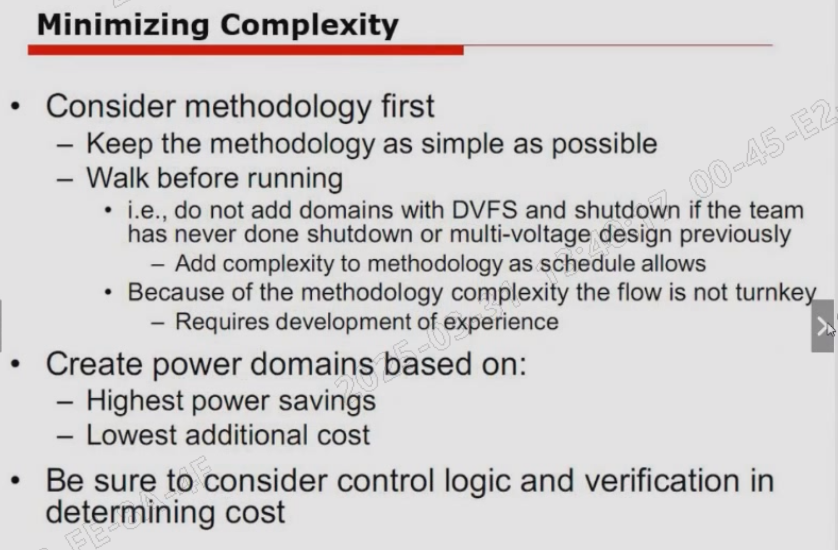 Minimizing Complexity
• Consider methodology first
– Keep the methodology as simple as possible
– Walk before running
• i.e., do not add domains with DVFS and shutdown if the team
has never done shutdown or multi-voltage design previously
– Add complexity to methodology as schedule allows
• Because of the methodology complexity the flow is not turnkey
– Requires development of experience
• Create power domains based on:
– Highest power savings
– Lowest additional cost
• Be sure to consider control logic and verification in
determining cost